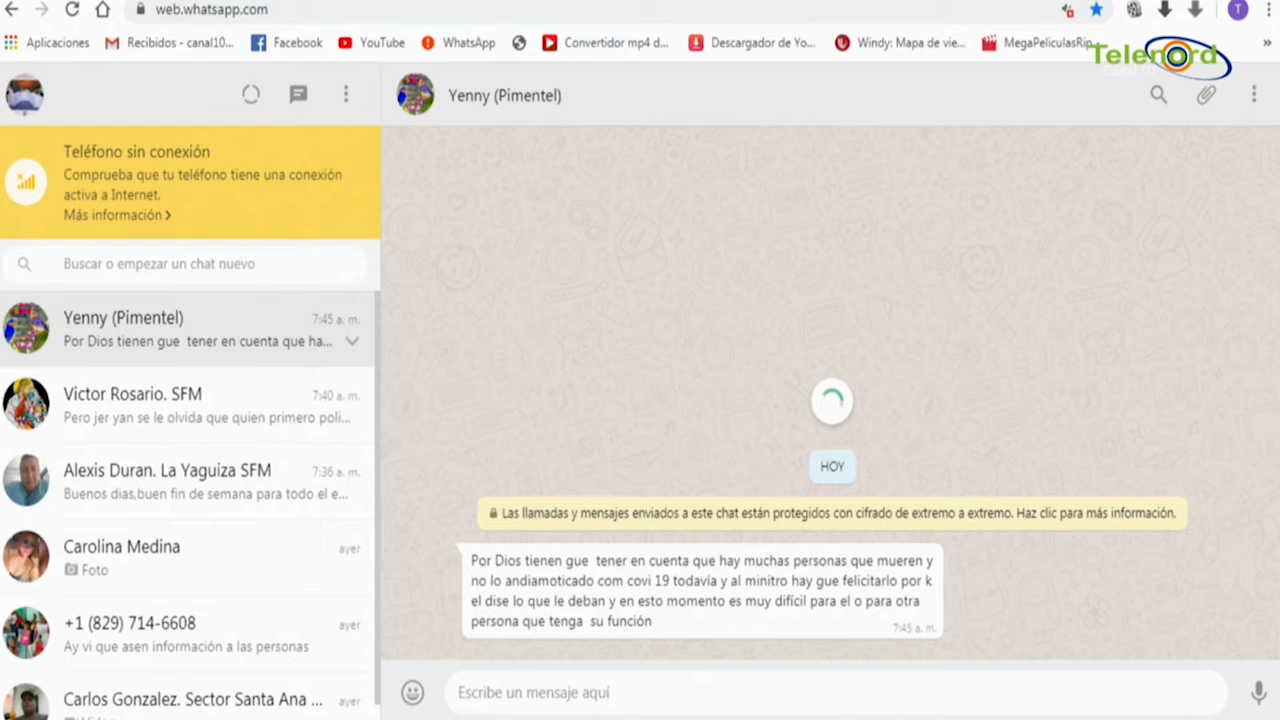 web.whatsapp.com
T
Aplicaciones
Recibidos - canal10...
Facebook
YouTube
WhatsApp
Convertidor mp4 d...
Descargador de Yo...
Windy: Mapa de vie...
MegaPeliculasRip
»
Telenord
Yenny (Pimentel)
Teléfono sin conexión
Comprueba que tu teléfono tiene una conexión
activa a Internet.
Más información >
Buscar o empezar un chat nuevo
Yenny (Pimentel)
7:45 a. m.
Por Dios tienen gue tener en cuenta que ha...
Victor Rosario. SFM
7:40 a. m.
Pero jer yan se le olvida que quien primero poli...
Alexis Duran. La Yaguiza SFM
7:36 a. m.
Buenos dias,buen fin de semana para todo el e...
Carolina Medina
ayer
Foto
+1 (829) 714-6608
ayer
Ay vi que asen información a las personas
Carlos Gonzalez. Sector Santa Ana ...
ayer
HOY
Las llamadas y mensajes enviados a este chat están protegidos con cifrado de extremo a extremo. Haz clic para más información.
Por Dios tienen gue tener en cuenta que hay muchas personas que mueren y
no lo andiamoticado com covi 19 todavía y al minitro hay gue felicitarlo por k
el dise lo que le deban y en esto momento es muy difícil para el o para otra
persona que tenga su función
7:45 a. m.
Escribe un mensaje aquí